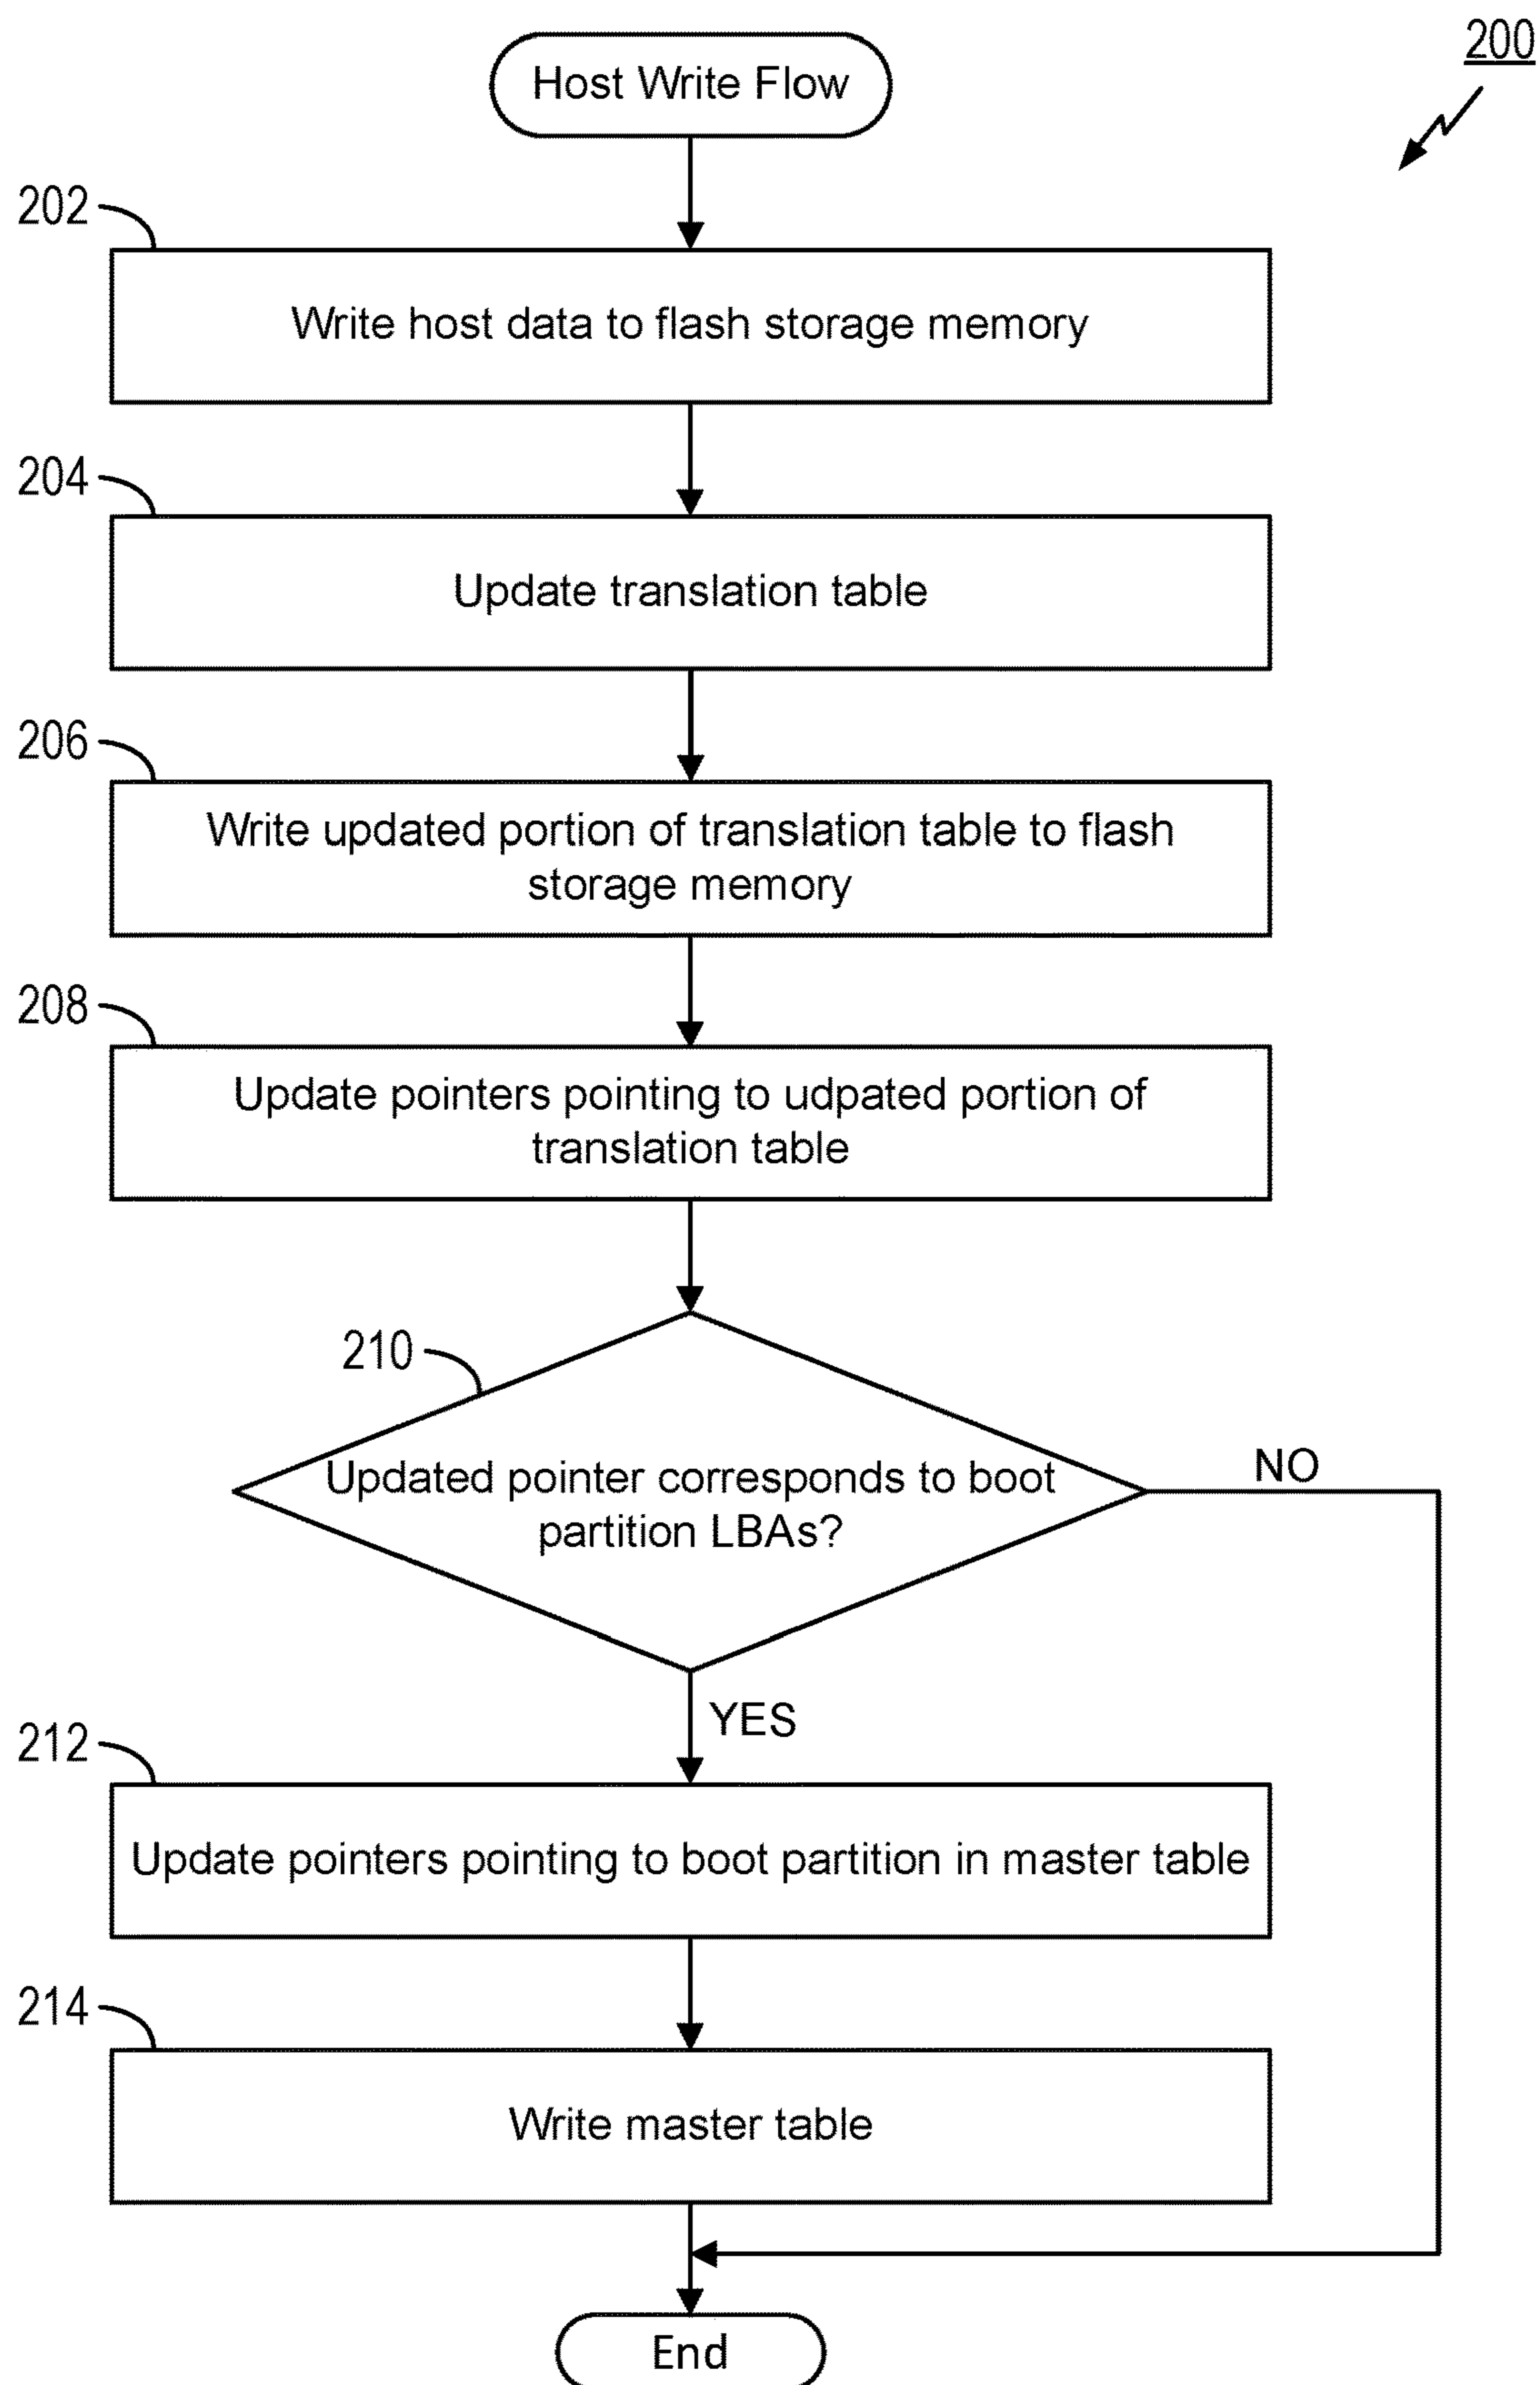 200
Host Write Flow
202
Write host data to flash storage memory
204
Update translation table
206
Write updated portion of translation table to flash
storage memory
208
Update pointers pointing to udpated portion of
translation table
210
Updated pointer corresponds to boot
partition LBAs?
NO
YES
212
Update pointers pointing to boot partition in master table
214
Write master table
End